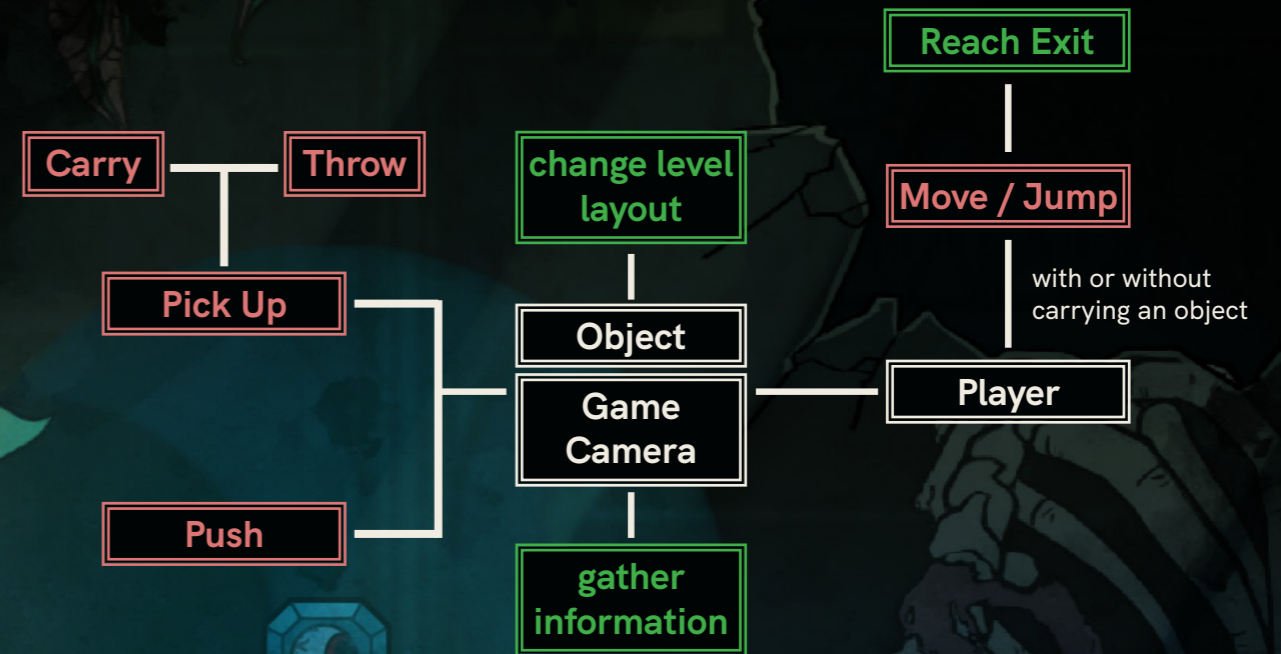 Reach Exit
Carry
Throw
change level
layout
Move / Jump
with or without
carrying an object
Pick Up
Object
Game
Camera
Player
Push
gather
information